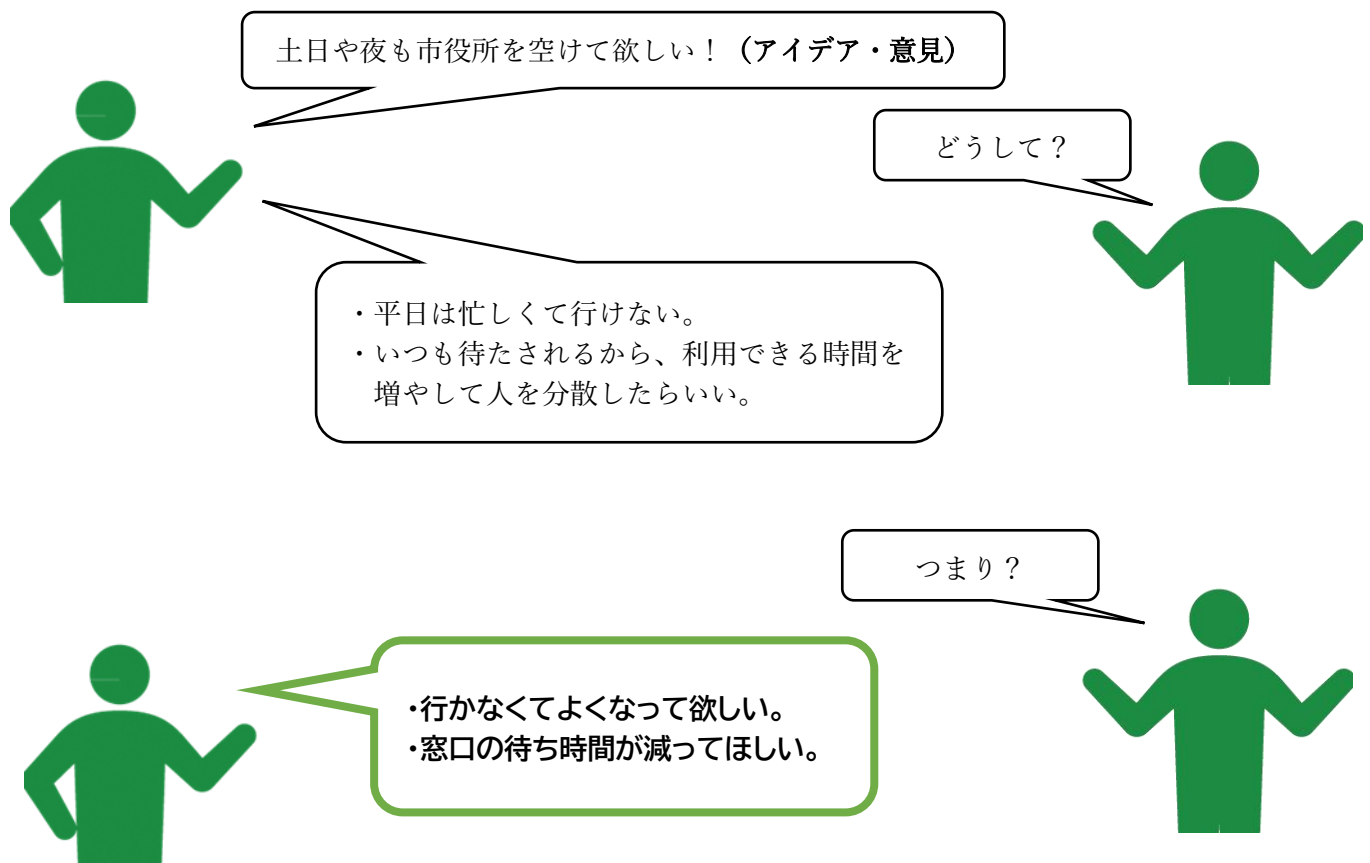 土日や夜も市役所を空けて欲しい！（アイデア・意見）
どうして？
・平日は忙しくて行けない。
・いつも待たされるから、利用できる時間を
増やして人を分散したらいい。
つまり？
・行かなくてよくなって欲しい。
・窓口の待ち時間が減ってほしい。